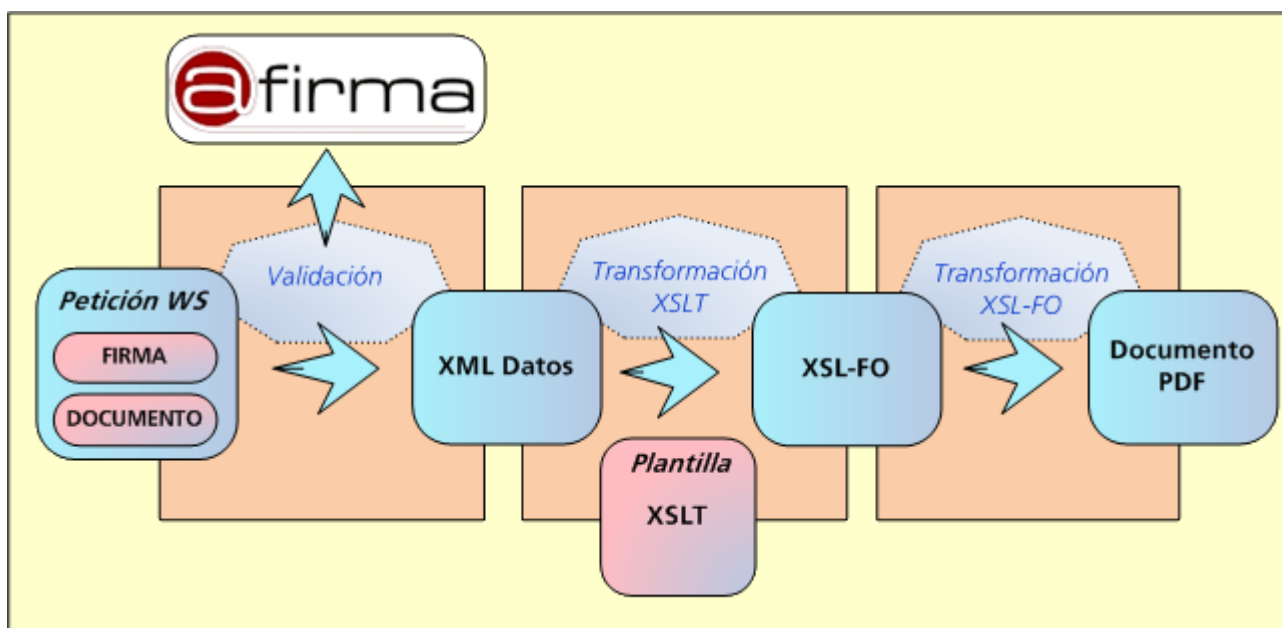 @firma
Validación
Transformación
XSLT
Transformación
XSL-FO
Petición WS
FIRMA
DOCUMENTO
XML Datos
XSL-FO
Documento
PDF
Plantilla
XSLT